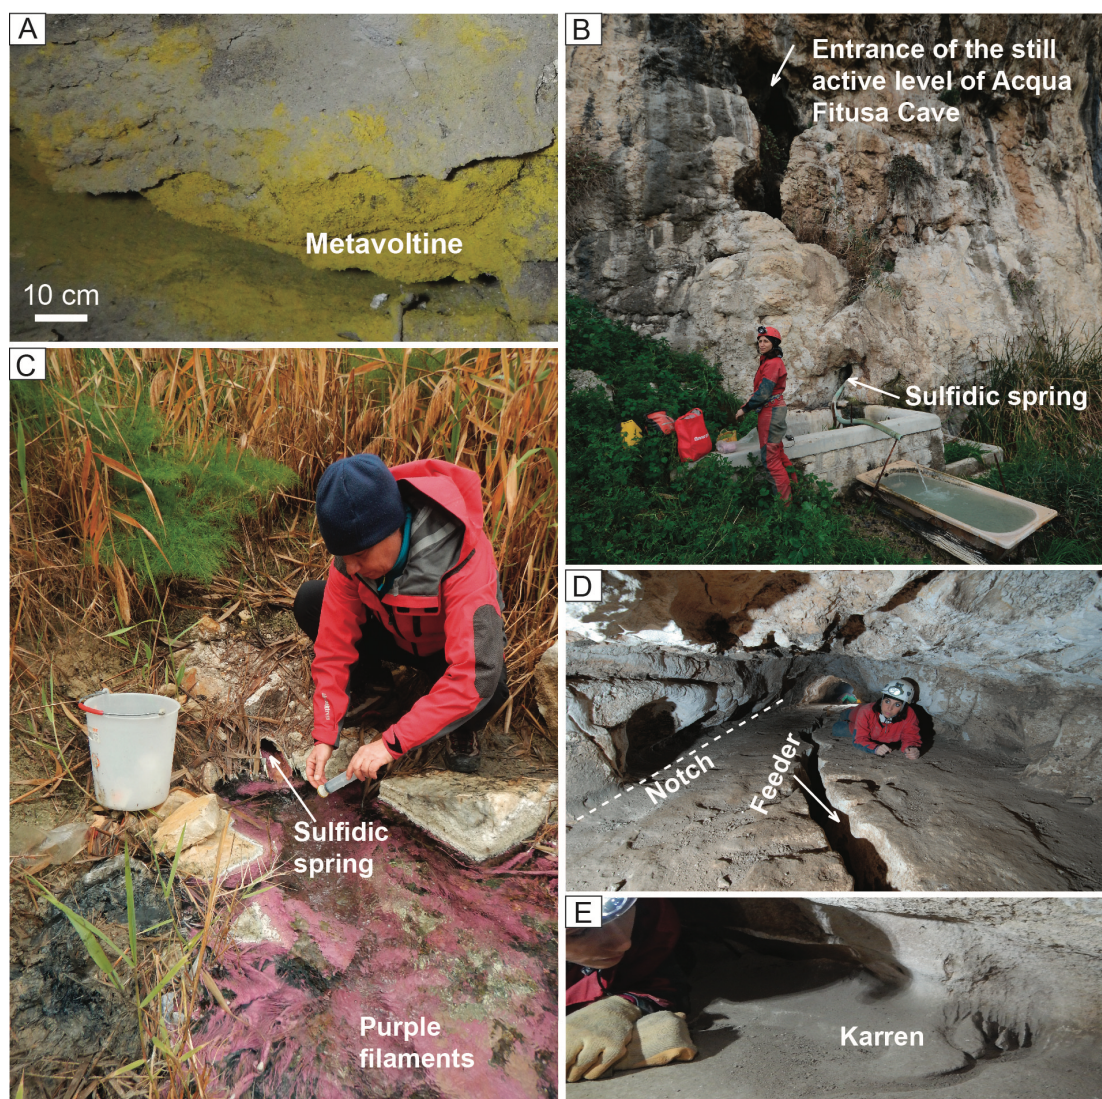 A
Metavoltine
10 cm
B
Entrance of the still
active level of Acqua
Fitusa Cave
Sulfidic spring
C
Sulfidic
spring
Purple
filaments
D
Notch
Feeder
E
Karren